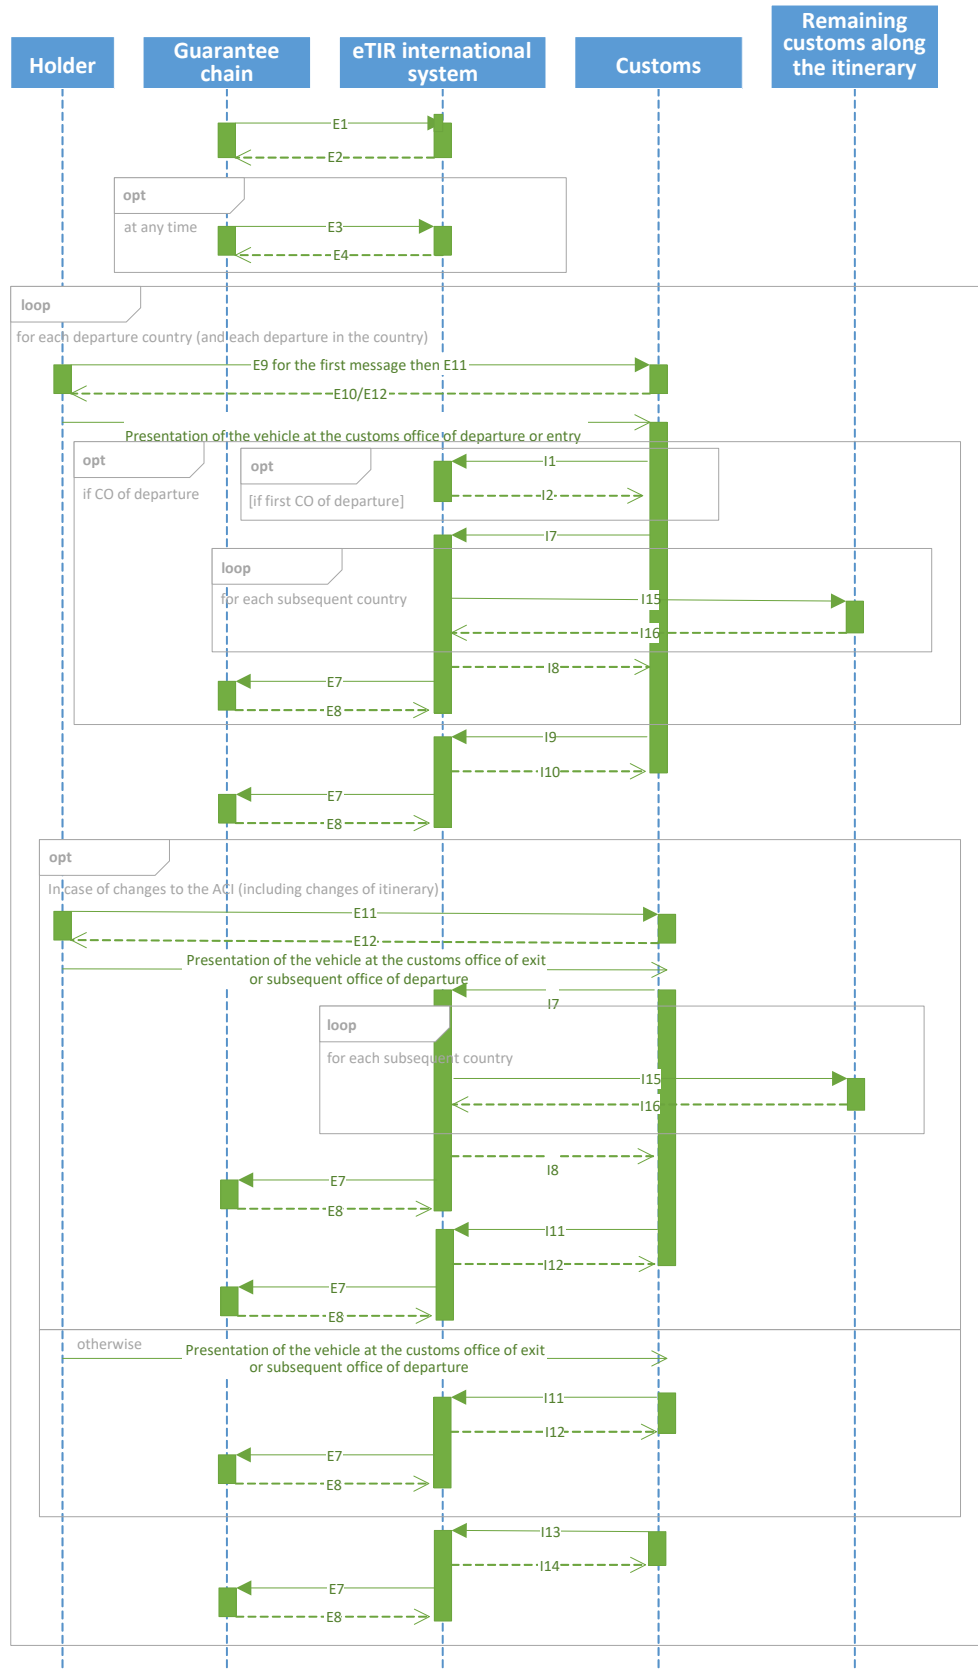 Holder
Guarantee
chain
eTIR international
system
Customs
Remaining
customs along
the itinerary
E1
E2
opt
at any time
E3
E4
loop
for each departure country (and each departure in the country)
E9 for the first message then E11
E10/E12
Presentation of the vehicle at the customs office of departure or entry
opt
if CO of departure
opt
[if first CO of departure]
I1
I2
I7
loop
for each subsequent country
I15
I16
I8
E7
E8
I9
I10
E7
E8
opt
In case of changes to the ACI (including changes of itinerary)
E11
E12
Presentation of the vehicle at the customs office of exit
or subsequent office of departure
I7
loop
for each subsequent country
I15
I16
I8
E7
E8
I11
I12
E7
E8
otherwise
Presentation of the vehicle at the customs office of exit
or subsequent office of departure
I11
I12
E7
E8
I13
I14
E7
E8